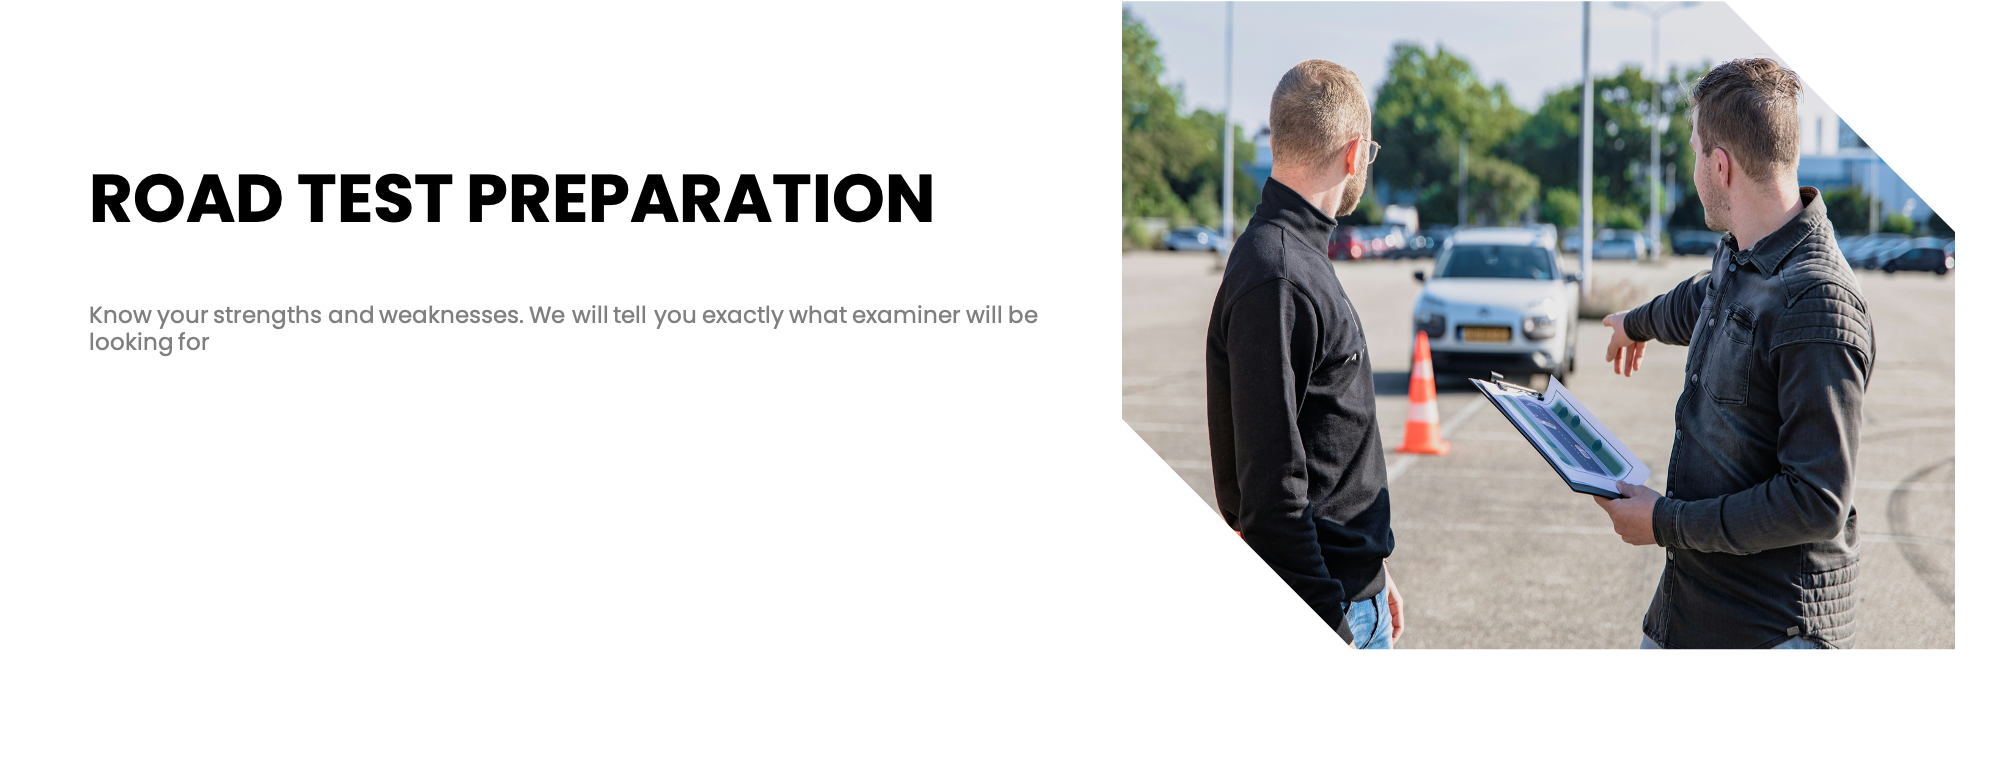 ROAD TEST PREPARATION
Know your strengths and weaknesses. We will tell you exactly what examiner will be
looking for